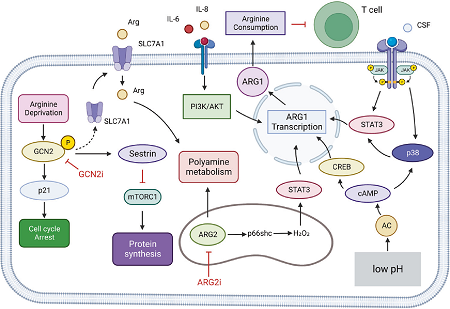 Arg
SLC7A1
IL-6
IL-8
Arginine
Consumption
T cell
CSF
P
JAK
JAK
P
P
P
Arg
ARG1
Arginine
Deprivation
SLC7A1
PI3K/AKT
ARG1
Transcription
STAT3
P
GCN2
GCN2i
Sestrin
Polyamine
metabolism
CREB
p38
p21
mTORC1
STAT3
cAMP
Cell cycle
Arrest
Protein
synthesis
ARG2
p66shc
H₂O₂
AC
ARG2i
low pH